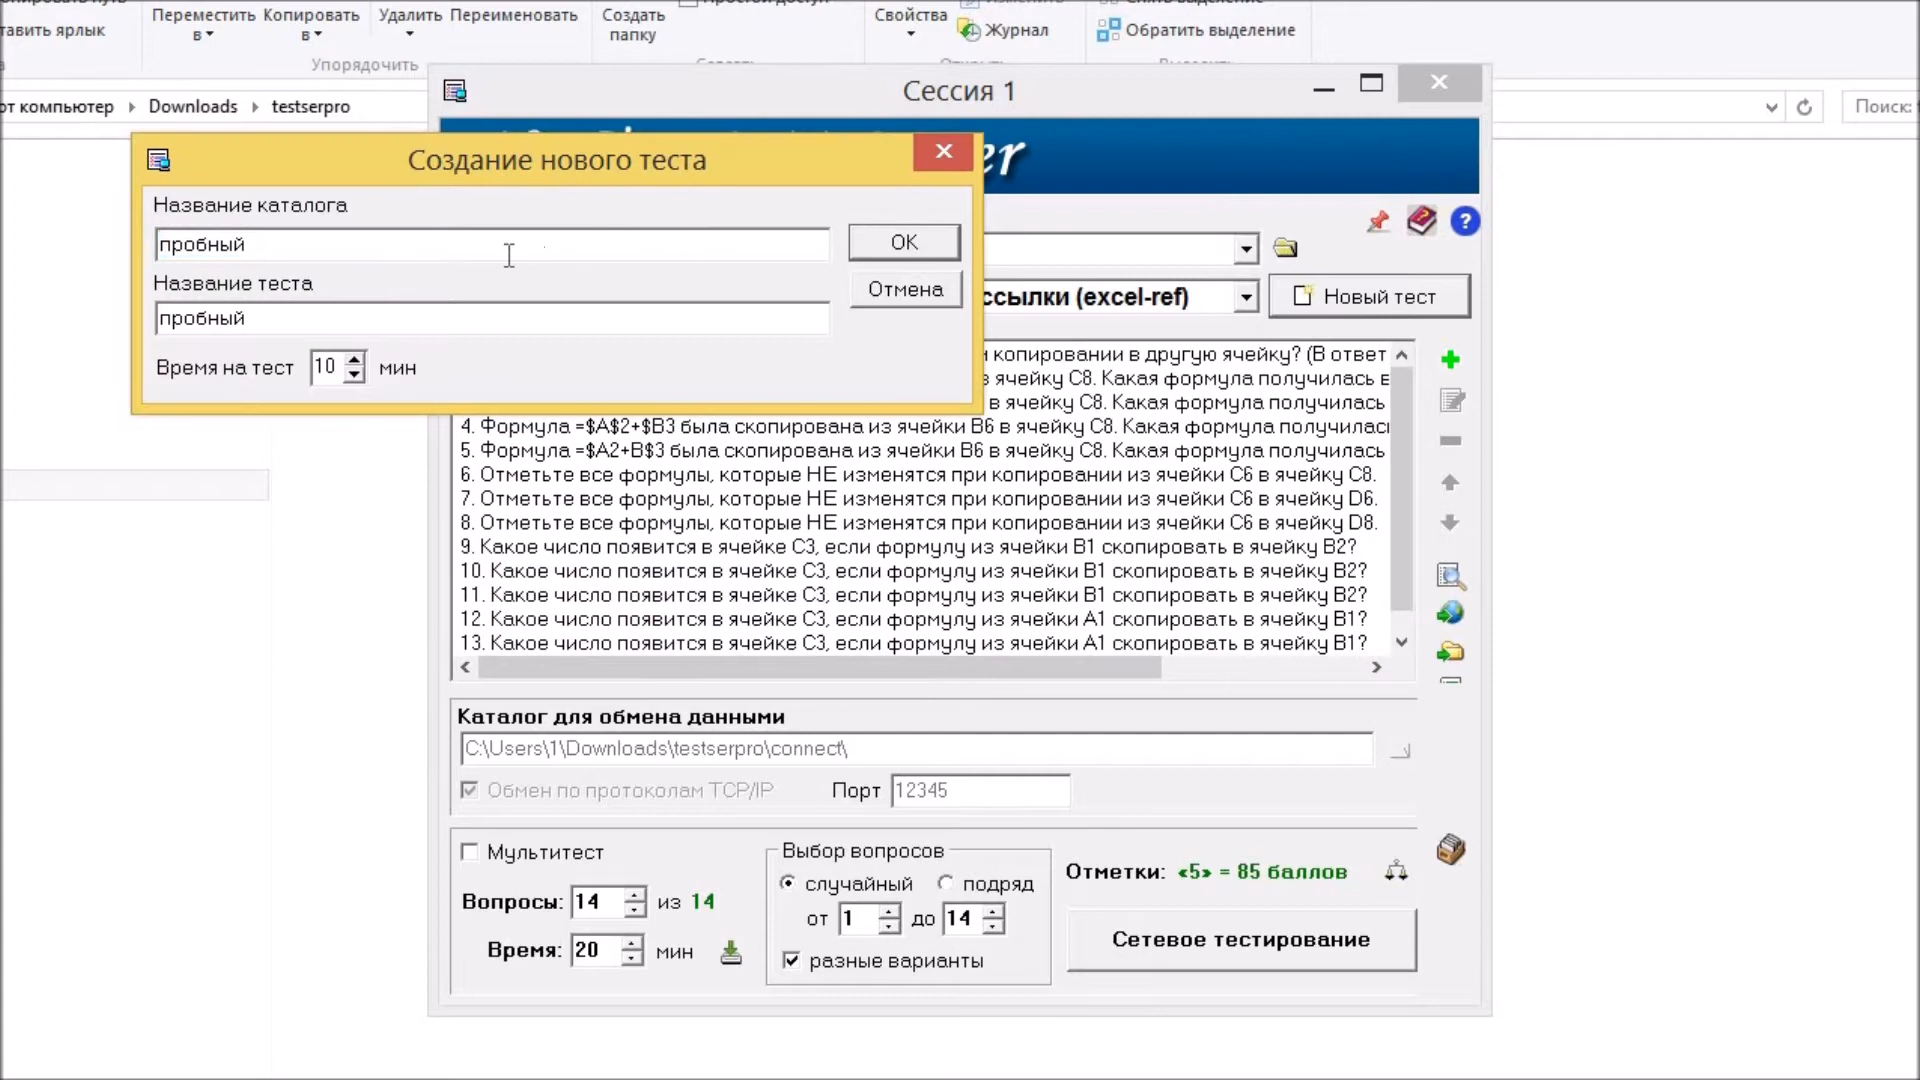 Переместить в
Копировать в
Удалить
Переименовать
Создать папку
Свойства
Журнал
Обратить выделение
тавить ярлык
Упорядочить
от компьютер
Downloads
testserpro
Поиск:
Сессия 1
Создание нового теста
Название каталога
пробный
OK
Название теста
Отмена
пробный
Время на тест 10 мин
ссылки (excel-ref)
Новый тест
и копировании в другую ячейку? (В ответ
в ячейку C8. Какая формула получилась в
в ячейку C8. Какая формула получилась
4. Формула =$A$2+$B3 была скопирована из ячейки B6 в ячейку C8. Какая формула получилас
5. Формула =$A2+B$3 была скопирована из ячейки B6 в ячейку C8. Какая формула получилась
6. Отметьте все формулы, которые НЕ изменятся при копировании из ячейки C6 в ячейку C8.
7. Отметьте все формулы, которые НЕ изменятся при копировании из ячейки C6 в ячейку D6.
8. Отметьте все формулы, которые НЕ изменятся при копировании из ячейки C6 в ячейку D8.
9. Какое число появится в ячейке C3, если формулу из ячейки B1 скопировать в ячейку B2?
10. Какое число появится в ячейке C3, если формулу из ячейки B1 скопировать в ячейку B2?
11. Какое число появится в ячейке C3, если формулу из ячейки B1 скопировать в ячейку B2?
12. Какое число появится в ячейке C3, если формулу из ячейки A1 скопировать в ячейку B1?
13. Какое число появится в ячейке C3, если формулу из ячейки A1 скопировать в ячейку B1?
Каталог для обмена данными
C:\Users\1\Downloads\testserpro\connect\
Обмен по протоколам TCP/IP Порт 12345
Мультитест
Вопросы: 14 из 14
Время: 20 мин
Выбор вопросов
случайный подряд
от 1 до 14
разные варианты
Отметки: «5» = 85 баллов
Сетевое тестирование